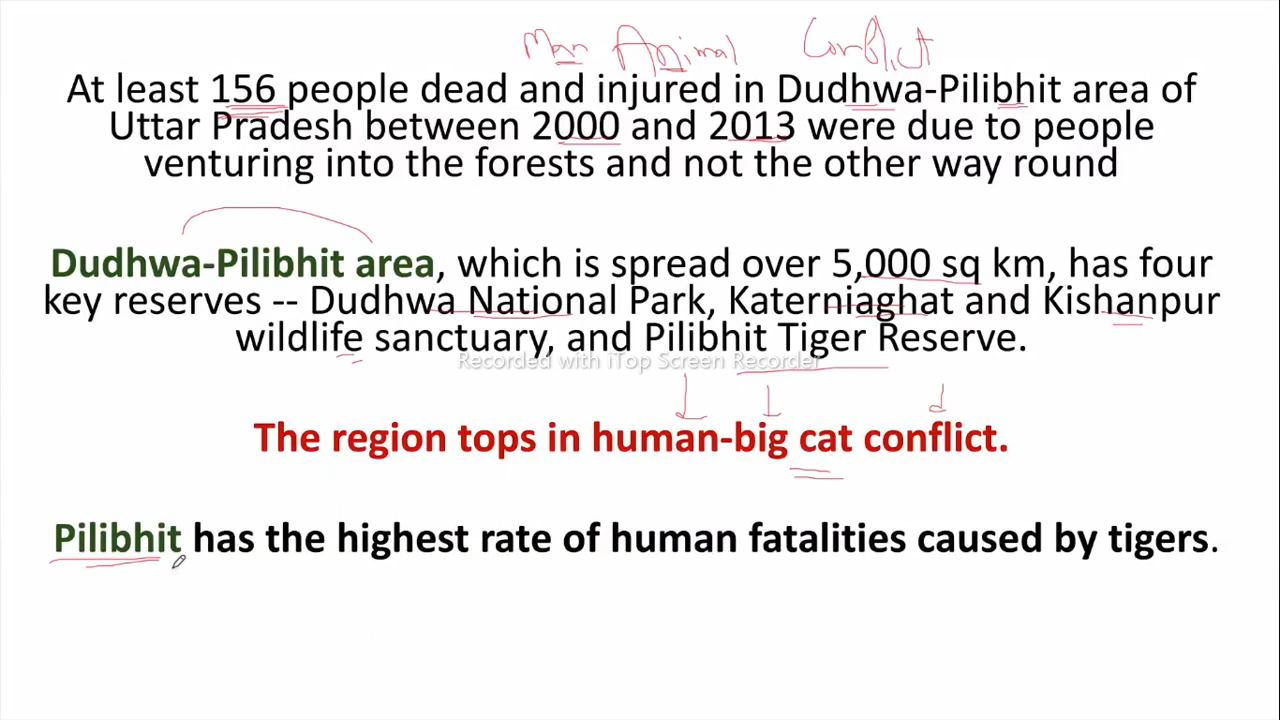 Man Animal Conflict
At least 156 people dead and injured in Dudhwa-Pilibhit area of
Uttar Pradesh between 2000 and 2013 were due to people
venturing into the forests and not the other way round
Dudhwa-Pilibhit area, which is spread over 5,000 sq km, has four
key reserves -- Dudhwa National Park, Katerniaghat and Kishanpur
wildlife sanctuary, and Pilibhit Tiger Reserve.
Recorded with iTop Screen Recorder
The region tops in human-big cat conflict.
Pilibhit has the highest rate of human fatalities caused by tigers.